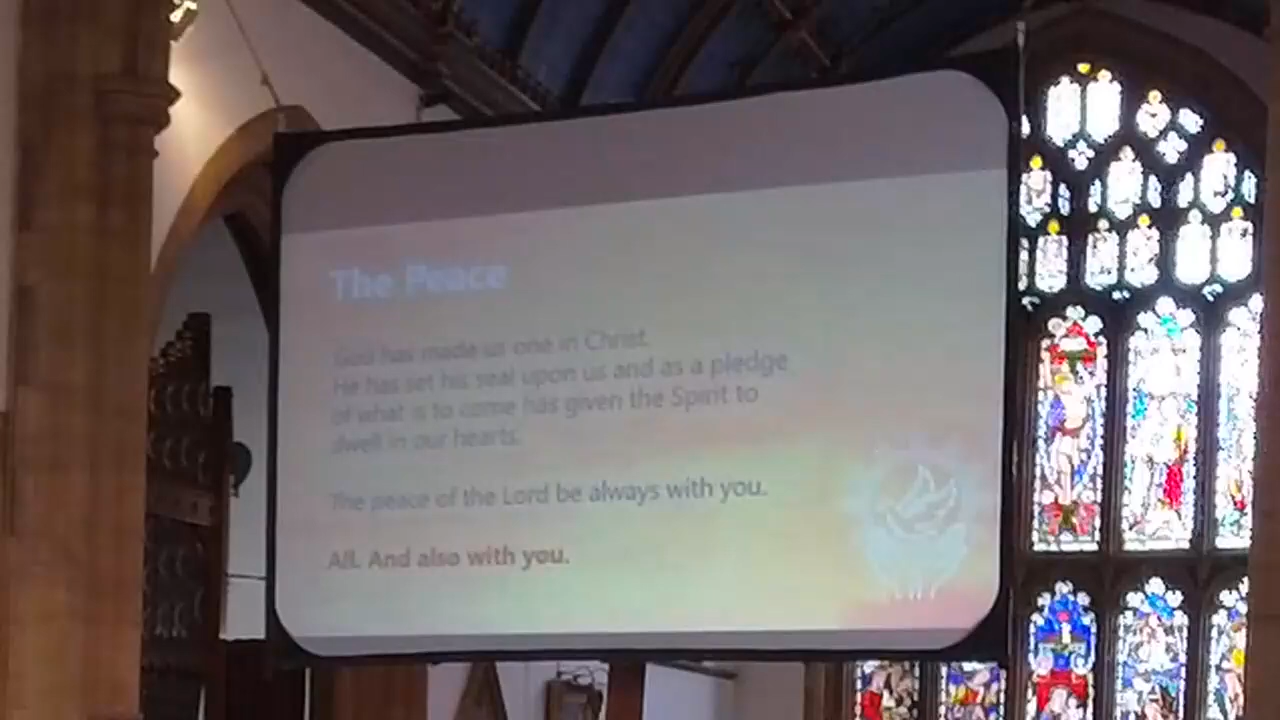 The Peace
God has made us one in Christ.
He has set his seal upon us and as a pledge
of what is to come has given the Spirit to
dwell in our hearts.
The peace of the Lord be always with you.
All. And also with you.